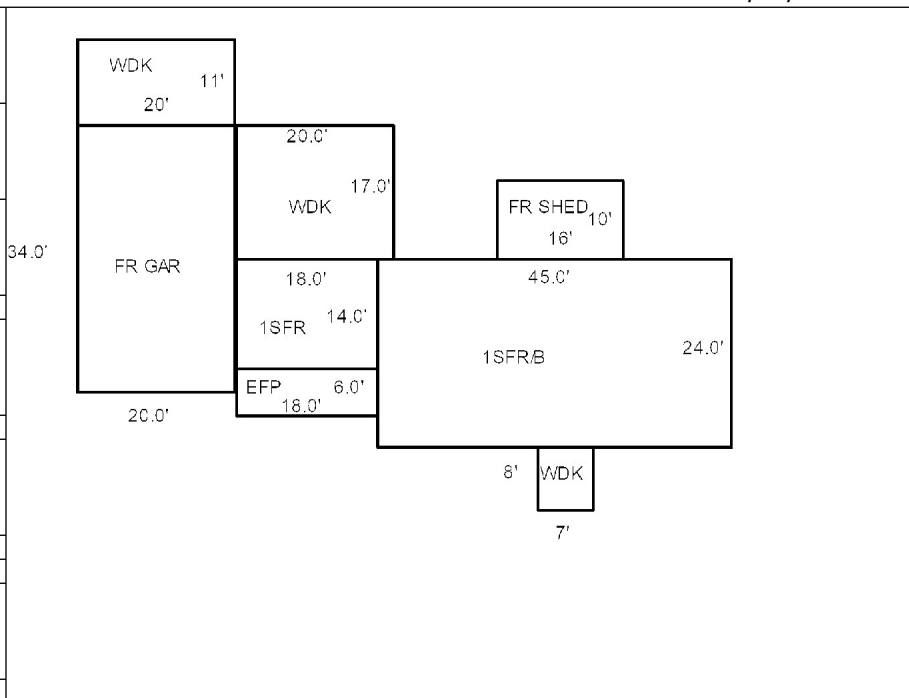 WDK
11'
20'
20.0'
17.0'
WDK
FR SHED
10'
16'
34.0'
FR GAR
18.0'
45.0'
14.0'
1SFR
24.0'
1SFR/B
EFP
6.0'
18.0'
20.0'
8'
WDK
7'